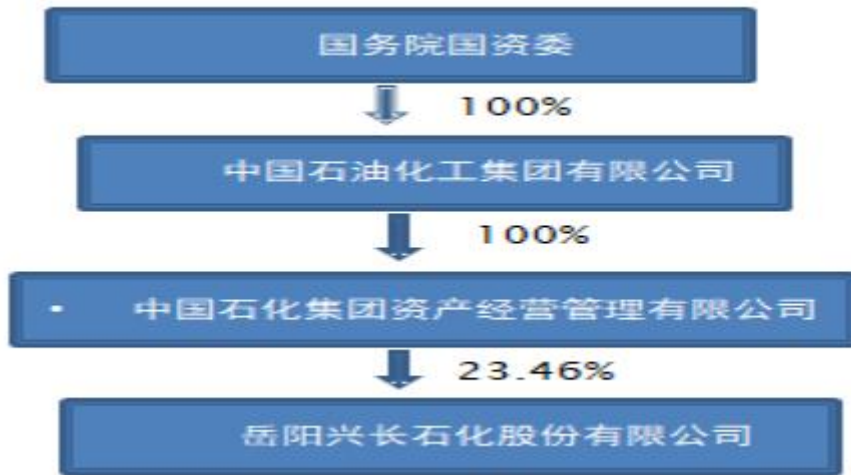 国务院国资委
100%
中国石油化工集团有限公司
100%
· 中国石化集团资产经营管理有限公司
23.46%
岳阳兴长石化股份有限公司